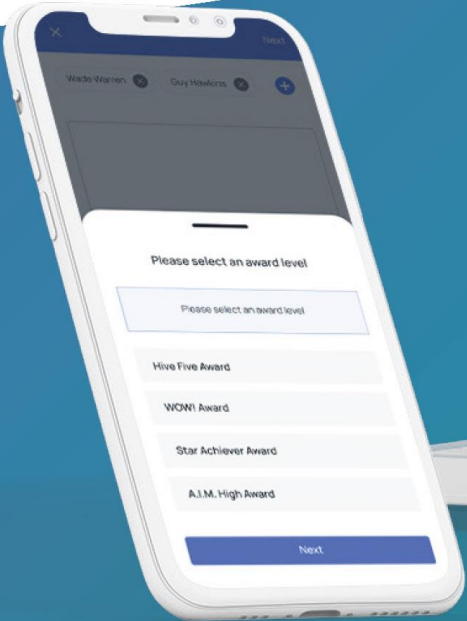 Next
Wade Warren
Guy Hawkins
Please select an award level
Please select an award level
Hive Five Award
WOW! Award
Star Achiever Award
A.I.M. High Award
Next